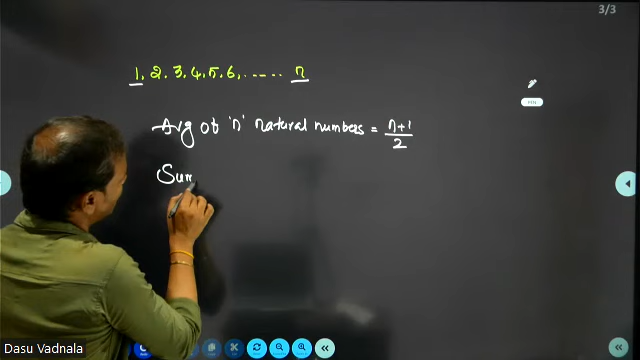 3/3
1, 2, 3, 4, 5, 6, ...... n
Avg of 'n' natural numbers = n+1/2
Sum
Dasu Vadnala